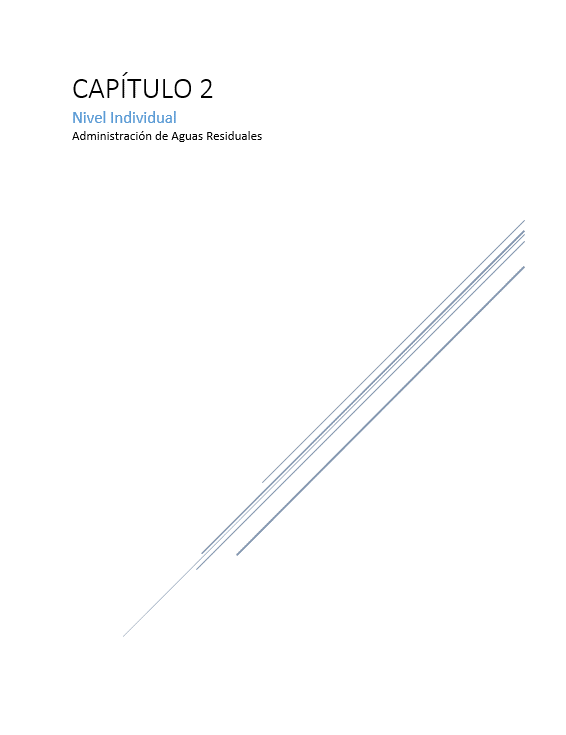 CAPÍTULO 2
Nivel Individual
Administración de Aguas Residuales